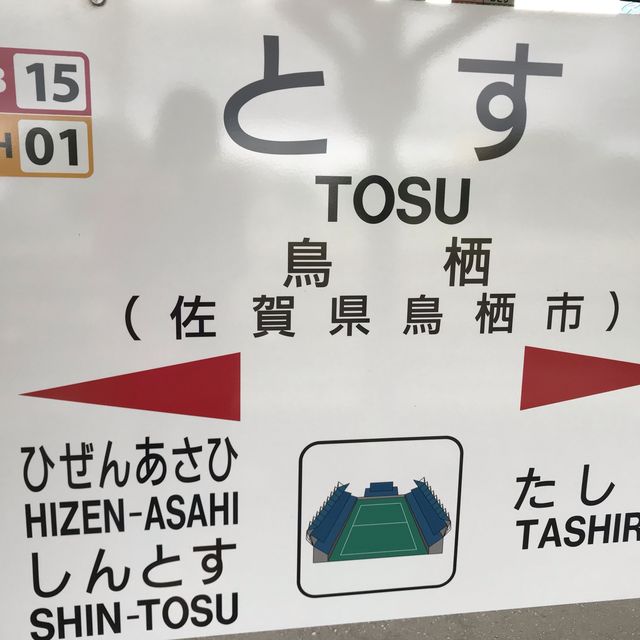 15
H 01
とす
TOSU
鳥栖
(佐賀県鳥栖市)
ひぜんあさひ
HIZEN-ASAHI
しんとす
SHIN-TOSU
たし
TASHIR